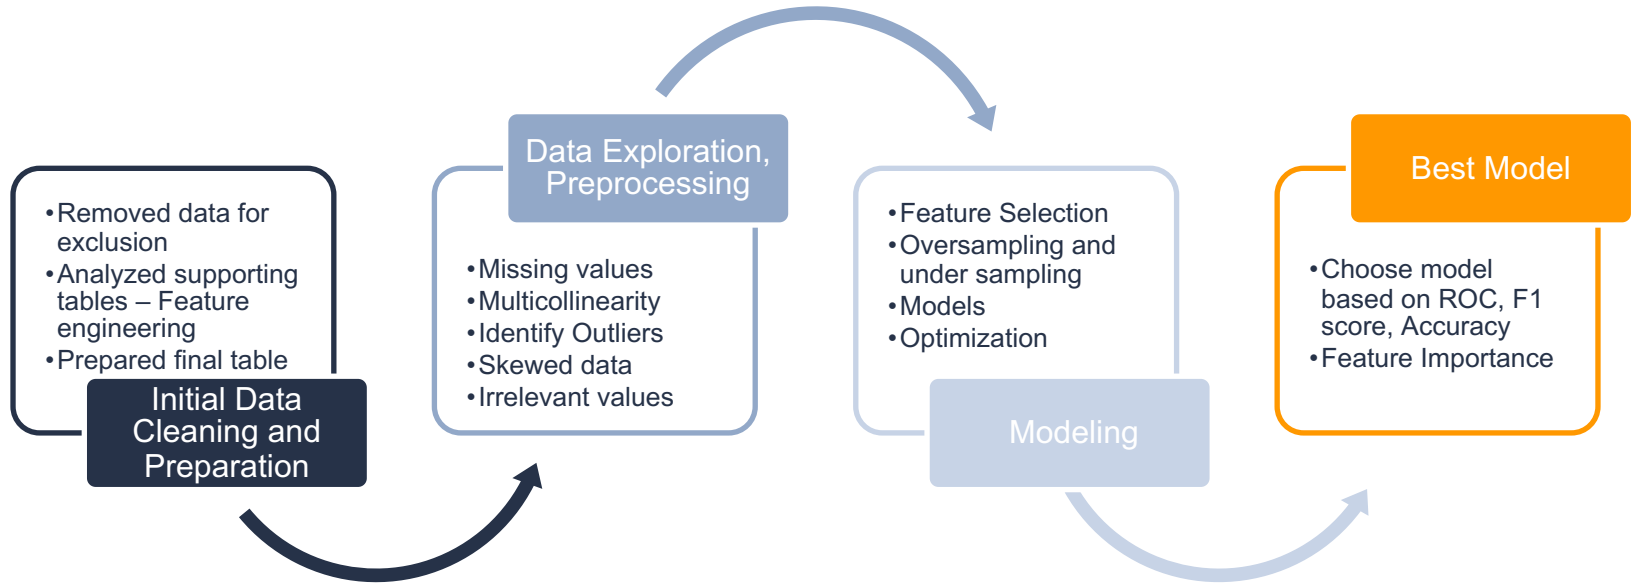 •Removed data for
exclusion
•Analyzed supporting
tables – Feature
engineering
•Prepared final table
Initial Data
Cleaning and
Preparation
Data Exploration,
Preprocessing
•Missing values
•Multicollinearity
•Identify Outliers
•Skewed data
•Irrelevant values
•Feature Selection
•Oversampling and
under sampling
•Models
•Optimization
Modeling
Best Model
•Choose model
based on ROC, F1
score, Accuracy
•Feature Importance